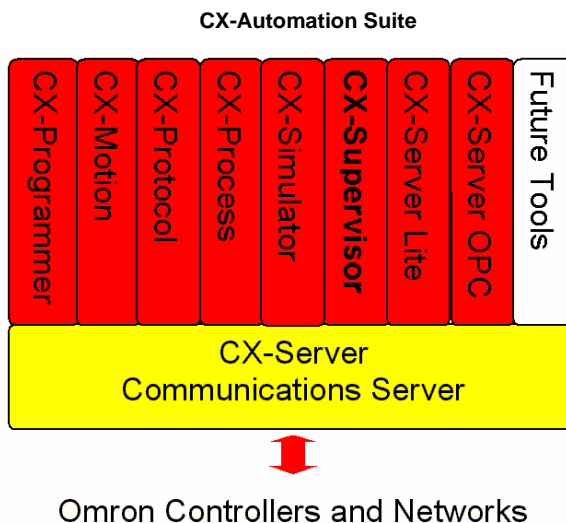 CX-Automation Suite
CX-Programmer
CX-Motion
CX-Protocol
CX-Process
CX-Simulator
CX-Supervisor
CX-Server Lite
CX-Server OPC
Future Tools
CX-Server
Communications Server
Omron Controllers and Networks